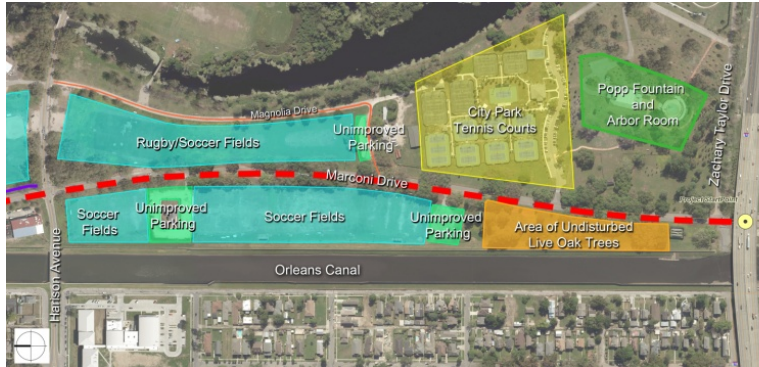 Magnolia Drive
Rugby/Soccer Fields
Unimproved
Parking
City Park
Tennis Courts
Popp Fountain
and
Arbor Room
Zachary Taylor Drive
Marconi Drive
Soccer
Fields
Unimproved
Parking
Soccer Fields
Unimproved
Parking
Area of Undisturbed
Live Oak Trees
Orleans Canal
Harrison Avenue